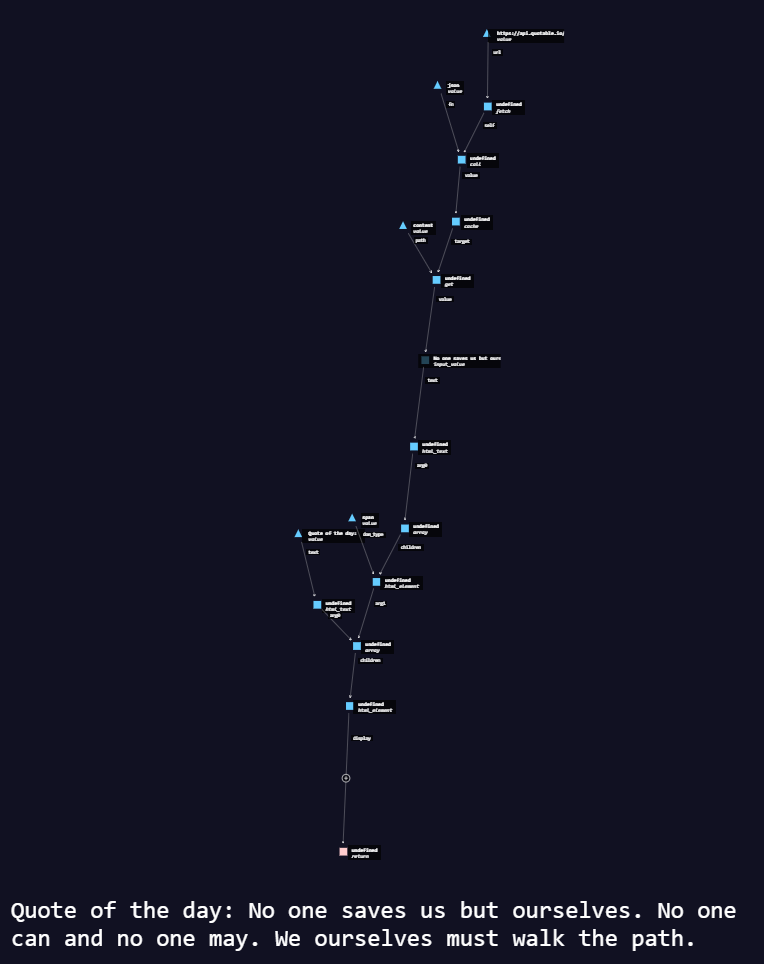 https://api.quotable.io/
value
url
json
value
fn
undefined
fetch
self
undefined
call
value
content
value
path
undefined
cache
target
undefined
get
value
No one saves us but ours
input_value
text
undefined
html_text
arg0
span
value
dom_type
undefined
array
children
Quote of the day:
value
text
undefined
html_element
arg1
undefined
html_text
arg0
undefined
array
children
undefined
html_element
display
undefined
return
Quote of the day: No one saves us but ourselves. No one
can and no one may. We ourselves must walk the path.